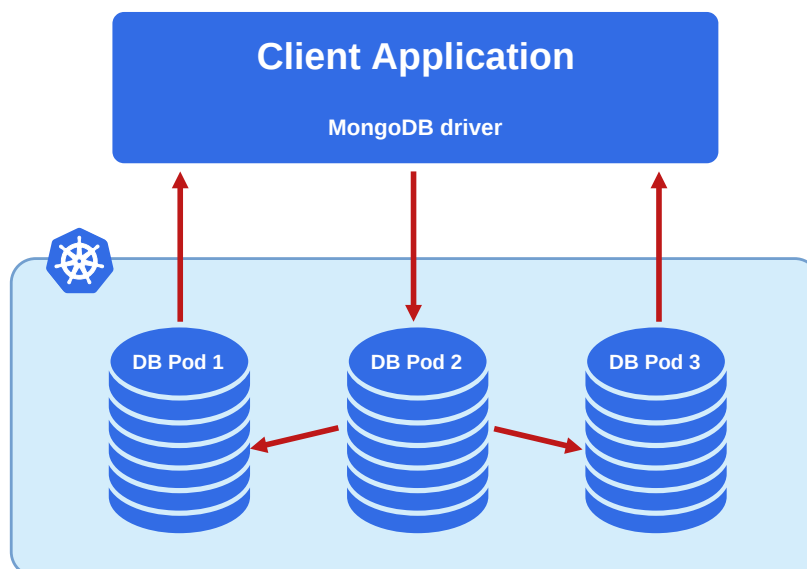 Client Application
MongoDB driver
DB Pod 1
DB Pod 2
DB Pod 3